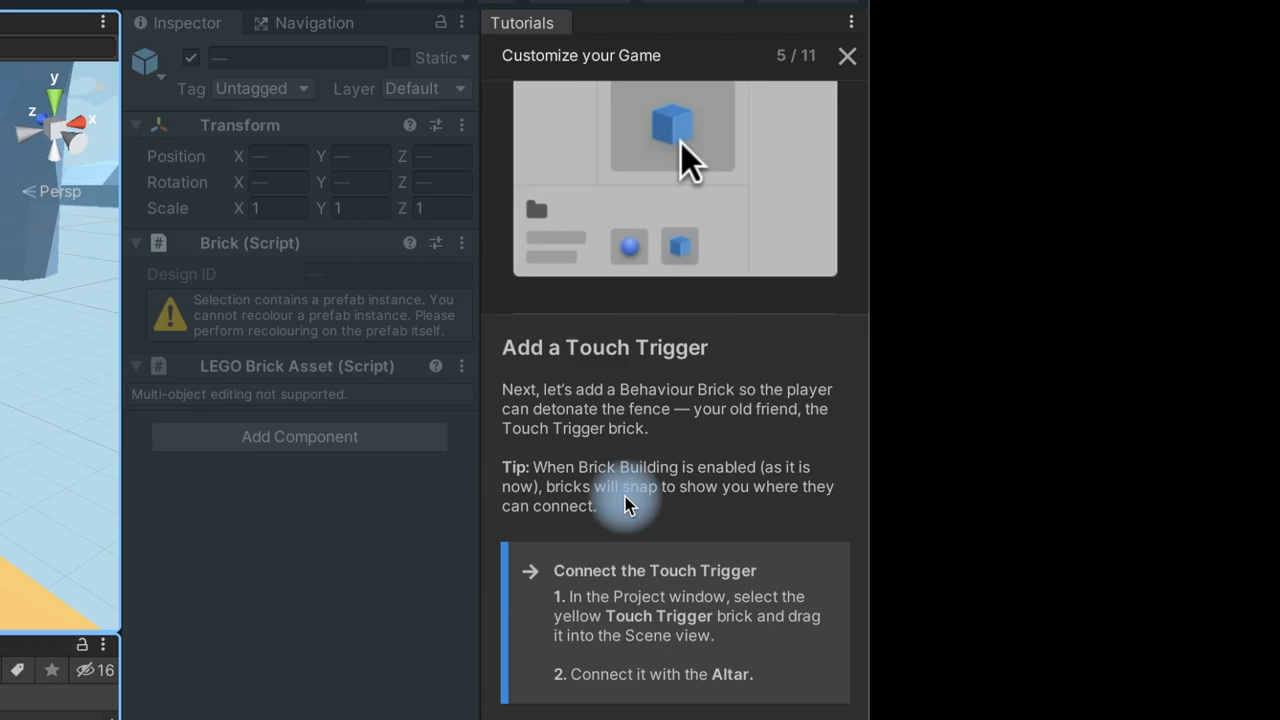 Inspector
Navigation
Tutorials
Customize your Game
5 / 11
—
Static
Tag Untagged Layer Default
y
z
x
Persp
Transform
Position X — Y — Z —
Rotation X — Y — Z —
Scale X 1 Y 1 Z 1
Brick (Script)
Design ID —
Selection contains a prefab instance. You
cannot recolour a prefab instance. Please
perform recolouring on the prefab itself.
LEGO Brick Asset (Script)
Multi-object editing not supported.
Add Component
16
Add a Touch Trigger
Next, let's add a Behaviour Brick so the player
can detonate the fence — your old friend, the
Touch Trigger brick.
Tip: When Brick Building is enabled (as it is
now), bricks will snap to show you where they
can connect.
Connect the Touch Trigger
1. In the Project window, select the
yellow Touch Trigger brick and drag
it into the Scene view.
2. Connect it with the Altar.